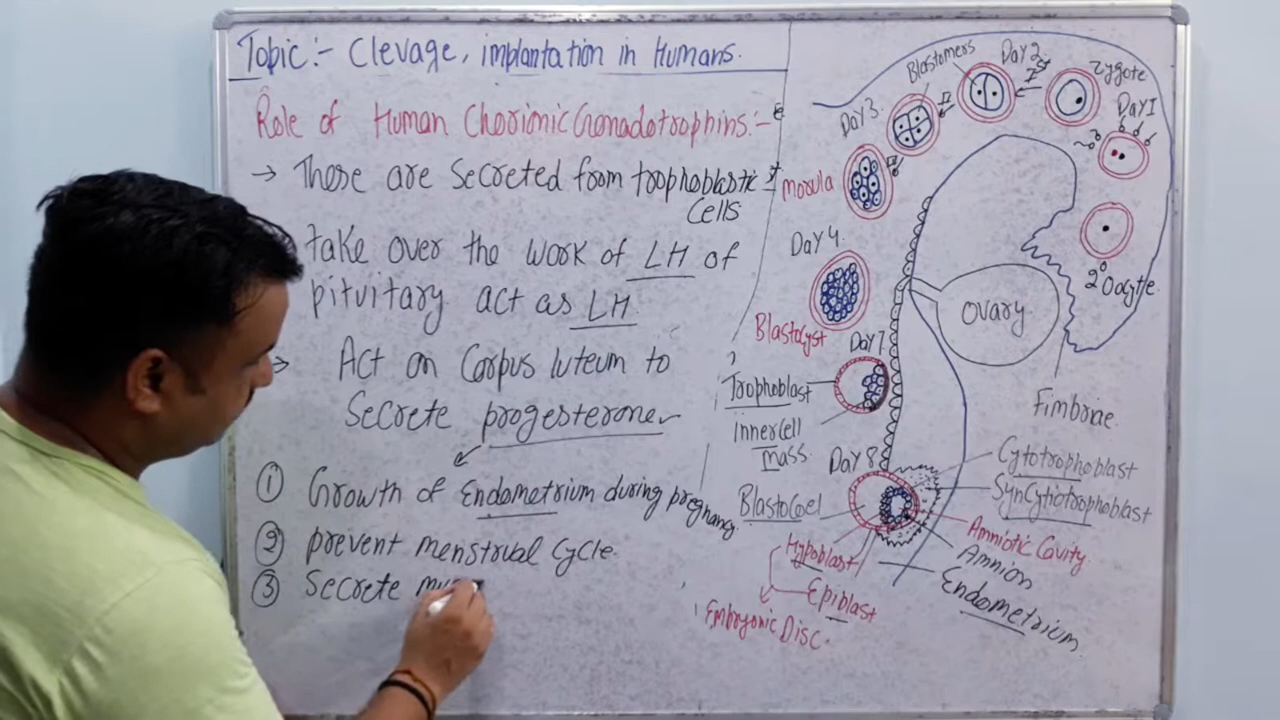 Topic:- Clevage, implantation in Humans.
Role of Human Chorionic Gonadotrophins:-
→ These are secreted from trophoblastic
cells
take over the work of LH of
pituitary act as LH.
Act on Corpus luteum to
Secrete progesterone
① Growth of Endometrium during pregnancy.
② prevent menstrual cycle.
③ Secrete
Blastomers
Day 2
1st
Zygote
Day 1
2° Oocyte
Day 3
Morula
Day 4.
Blastocyst
Day 7
Trophoblast
Inner cell
mass.
Ovary
Fimbriae
Day 8
Blastocoel
Hypoblast
Epiblast
Embryonic Disc.
Cytotrophoblast
Syncytiotrophoblast
Amniotic Cavity
Amnion
Endometrium